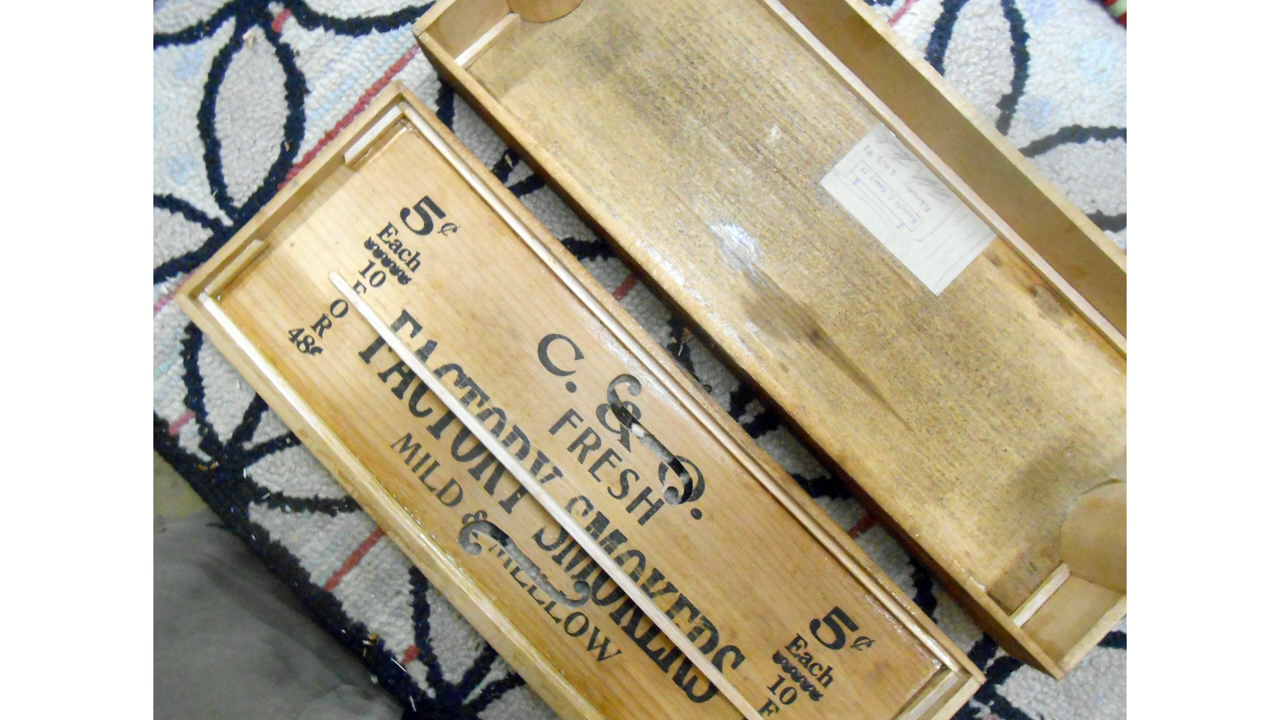 5¢
Each
10
F
O
R
48¢
C. & C.
FRESH
FACTORY SMOKERS
MILD & MELLOW
5¢
Each
10
F